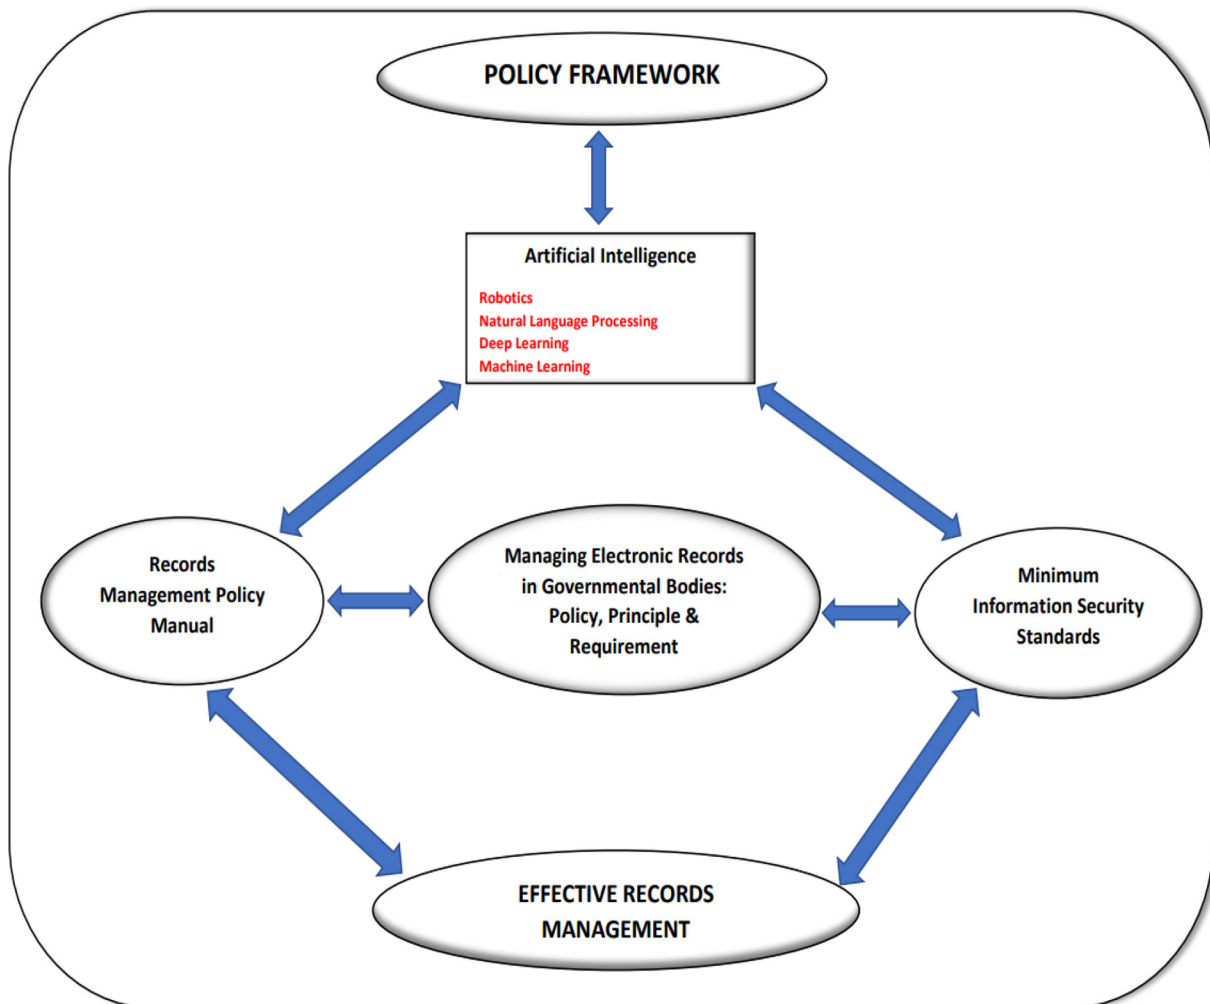 POLICY FRAMEWORK
Artificial Intelligence
Robotics
Natural Language Processing
Deep Learning
Machine Learning
Records
Management Policy
Manual
Managing Electronic Records
in Governmental Bodies:
Policy, Principle &
Requirement
Minimum
Information Security
Standards
EFFECTIVE RECORDS
MANAGEMENT